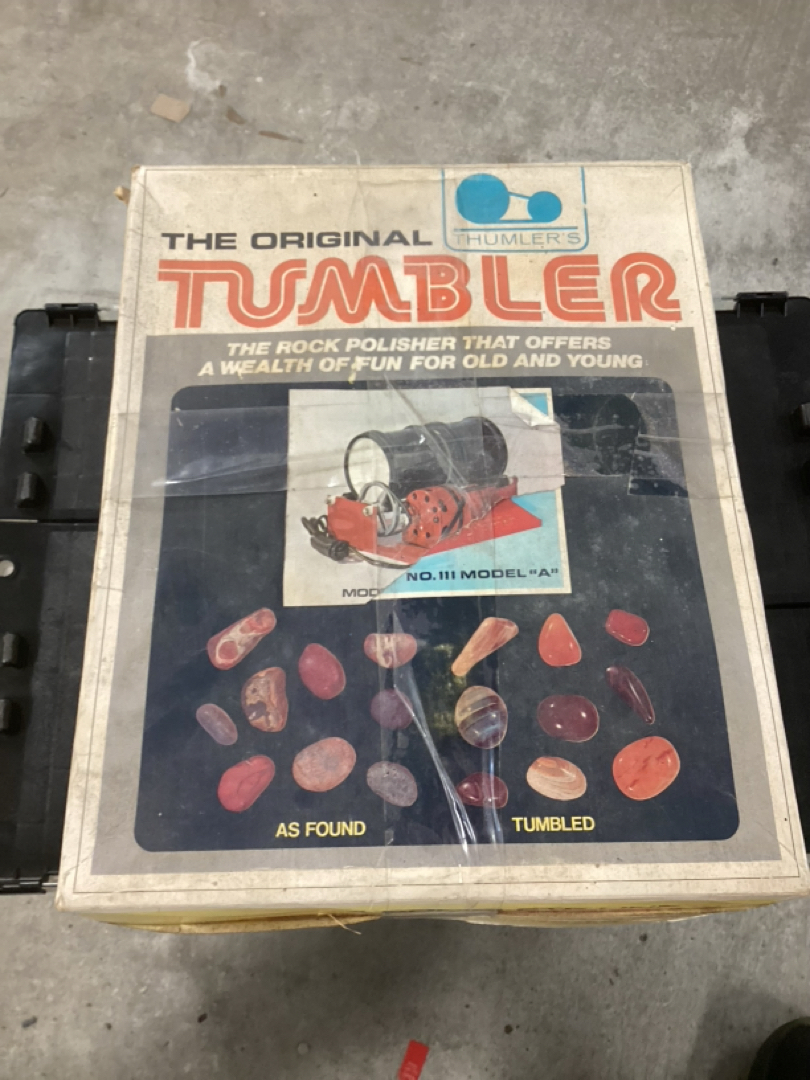 THUMLER'S
THE ORIGINAL
TUMBLER
THE ROCK POLISHER THAT OFFERS
A WEALTH OF FUN FOR OLD AND YOUNG
NO. 111 MODEL "A"
MOD
AS FOUND
TUMBLED